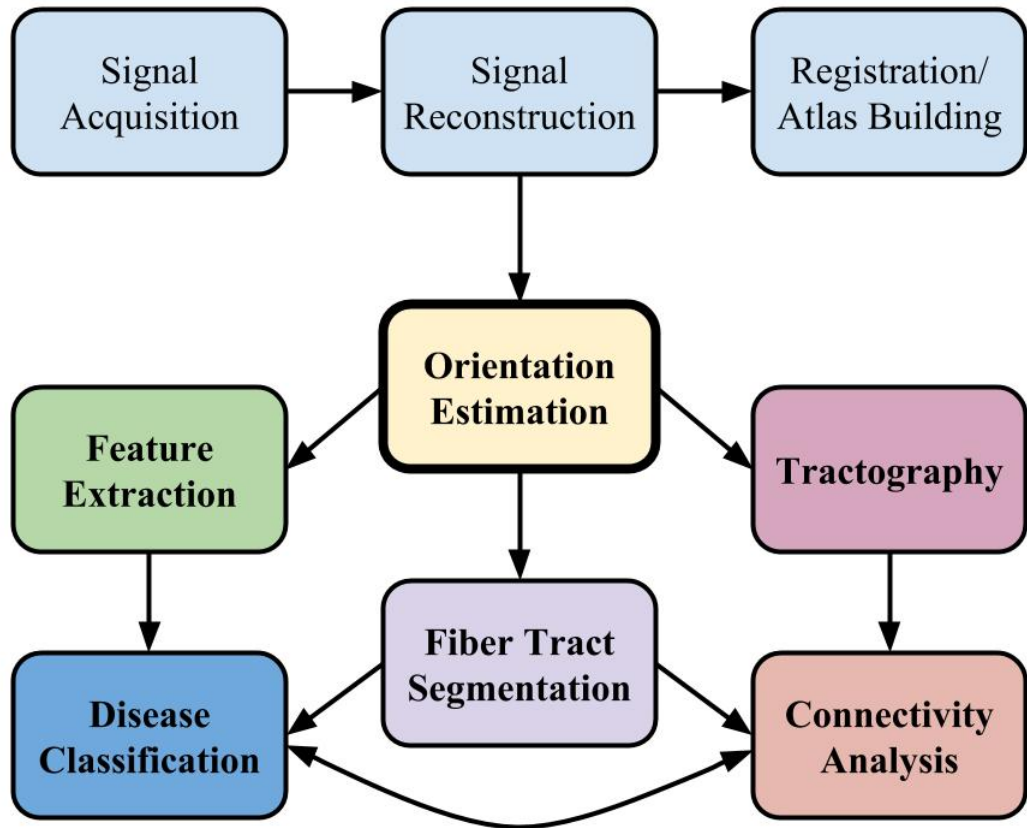 Signal
Acquisition
Signal
Reconstruction
Registration/
Atlas Building
Orientation
Estimation
Feature
Extraction
Tractography
Fiber Tract
Segmentation
Disease
Classification
Connectivity
Analysis